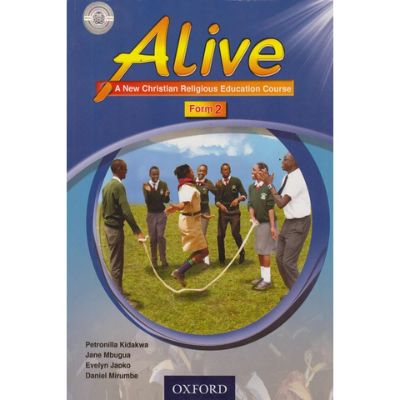 Alive
A New Christian Religious Education Course
Form 2
Petronilla Kidakwa
Jane Mbugua
Evelyn Jaoko
Daniel Mirumbe
OXFORD